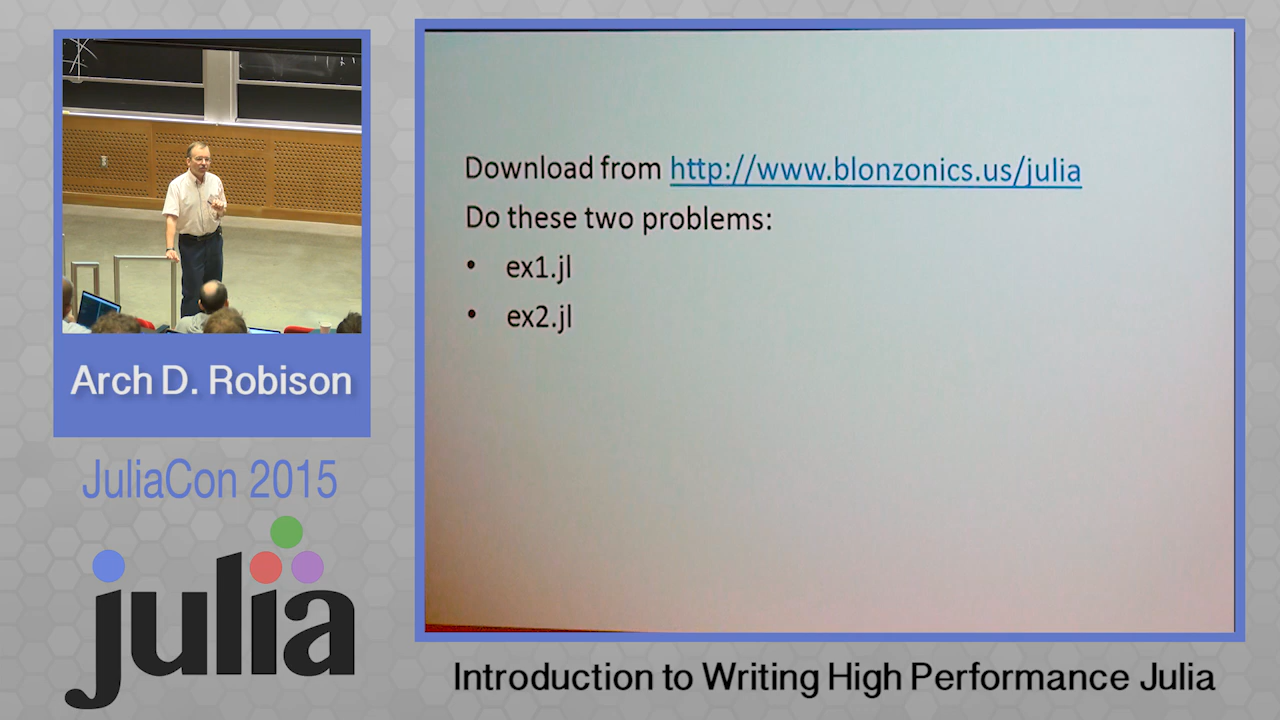 Arch D. Robison
JuliaCon 2015
julia
Download from http://www.blonzonics.us/julia
Do these two problems:
• ex1.jl
• ex2.jl
Introduction to Writing High Performance Julia